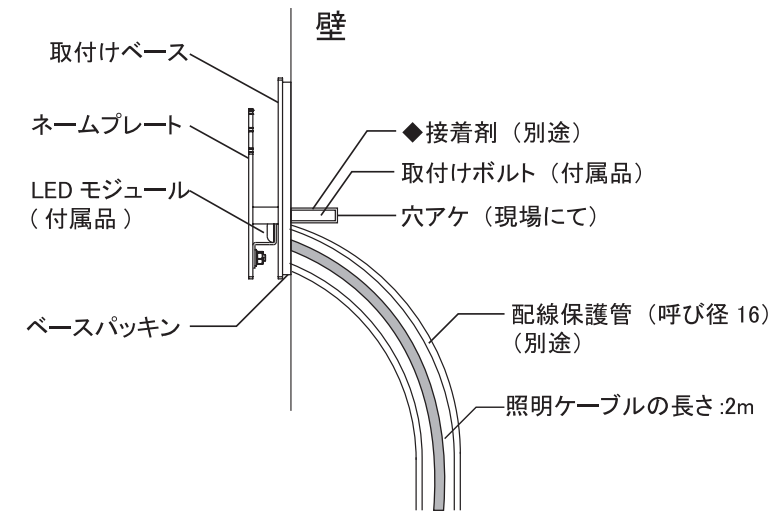 壁
取付けベース
ネームプレート
LED モジュール
( 付属品 )
ベースパッキン
◆接着剤（別途）
取付けボルト（付属品）
穴アケ（現場にて）
配線保護管（呼び径 16）
（別途）
照明ケーブルの長さ:2m